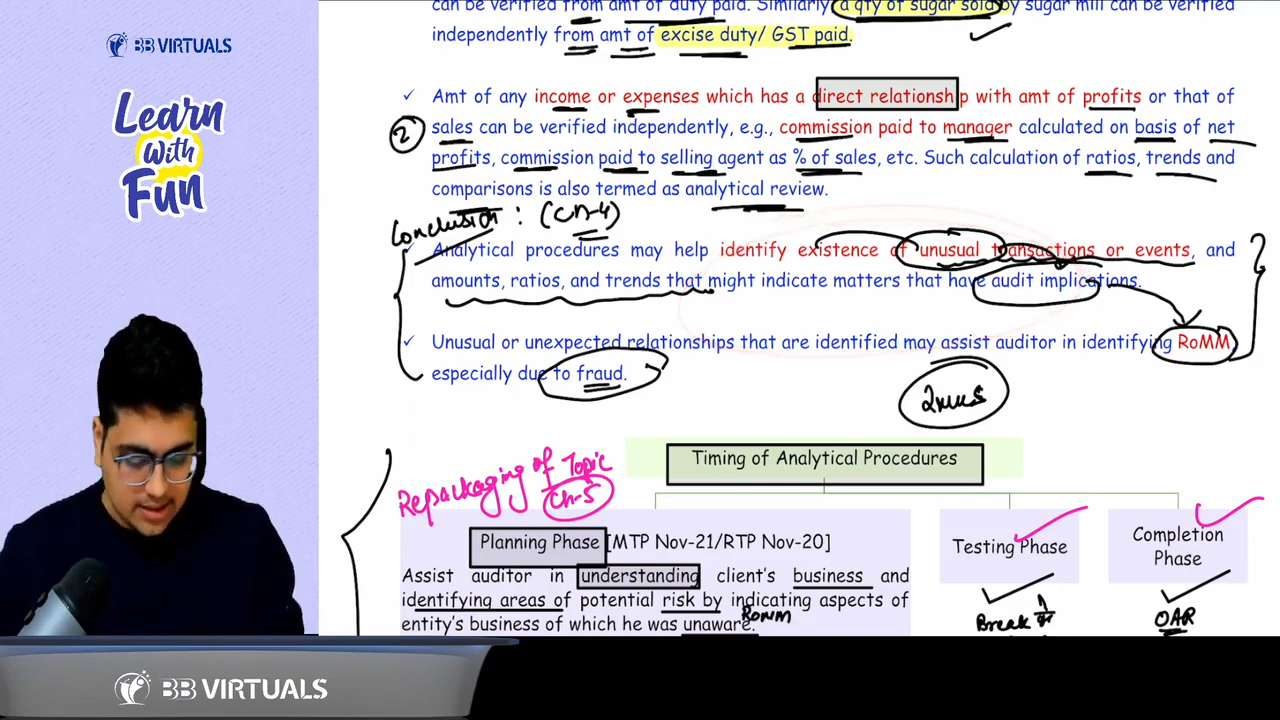 BB VIRTUALS
Learn
With
Fun
can be verified from amt of duty paid. Similarly a qty of sugar sold by sugar mill can be verified
independently from amt of excise duty/ GST paid.
✓ Amt of any income or expenses which has a direct relationship with amt of profits or that of
2 sales can be verified independently, e.g., commission paid to manager calculated on basis of net
profits, commission paid to selling agent as % of sales, etc. Such calculation of ratios, trends and
comparisons is also termed as analytical review.
Conclusion : (Ch-4)
✓ Analytical procedures may help identify existence of unusual transactions or events, and
amounts, ratios, and trends that might indicate matters that have audit implications.
✓ Unusual or unexpected relationships that are identified may assist auditor in identifying RoMM
especially due to fraud.
Timing of Analytical Procedures
Repackaging of Topic
Ch-5
Planning Phase [MTP Nov-21/RTP Nov-20]
Assist auditor in understanding client's business and
identifying areas of potential risk by indicating aspects of
entity's business of which he was unaware.
RoMM
Testing Phase
Break
Completion
Phase
OAR
BB VIRTUALS